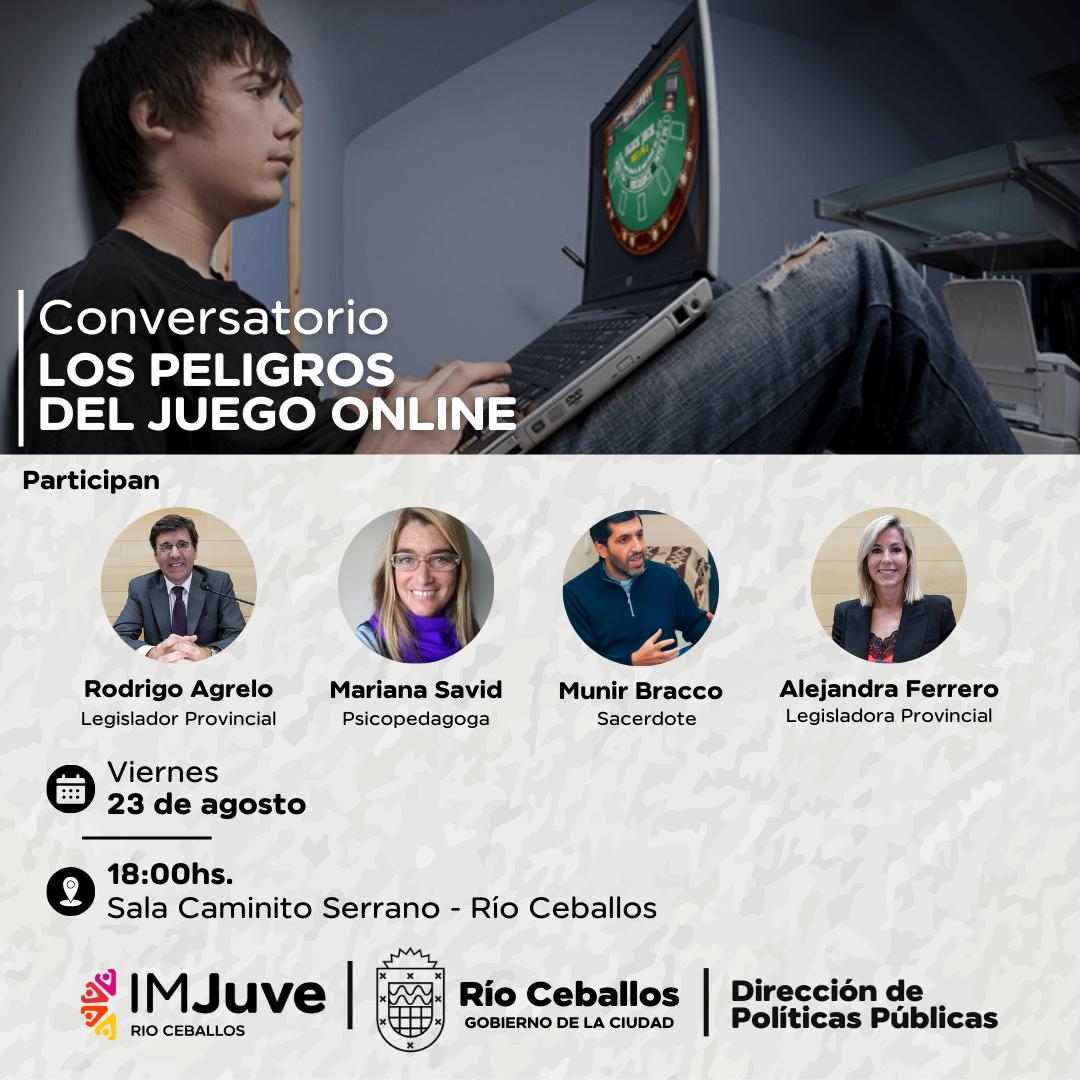 Conversatorio
LOS PELIGROS
DEL JUEGO ONLINE
Participan
Rodrigo Agrelo
Legislador Provincial
Mariana Savid
Psicopedagoga
Munir Bracco
Sacerdote
Alejandra Ferrero
Legisladora Provincial
Viernes
23 de agosto
18:00hs.
Sala Caminito Serrano - Río Ceballos
IMJuve
RIO CEBALLOS
Río Ceballos
GOBIERNO DE LA CIUDAD
Dirección de
Políticas Públicas